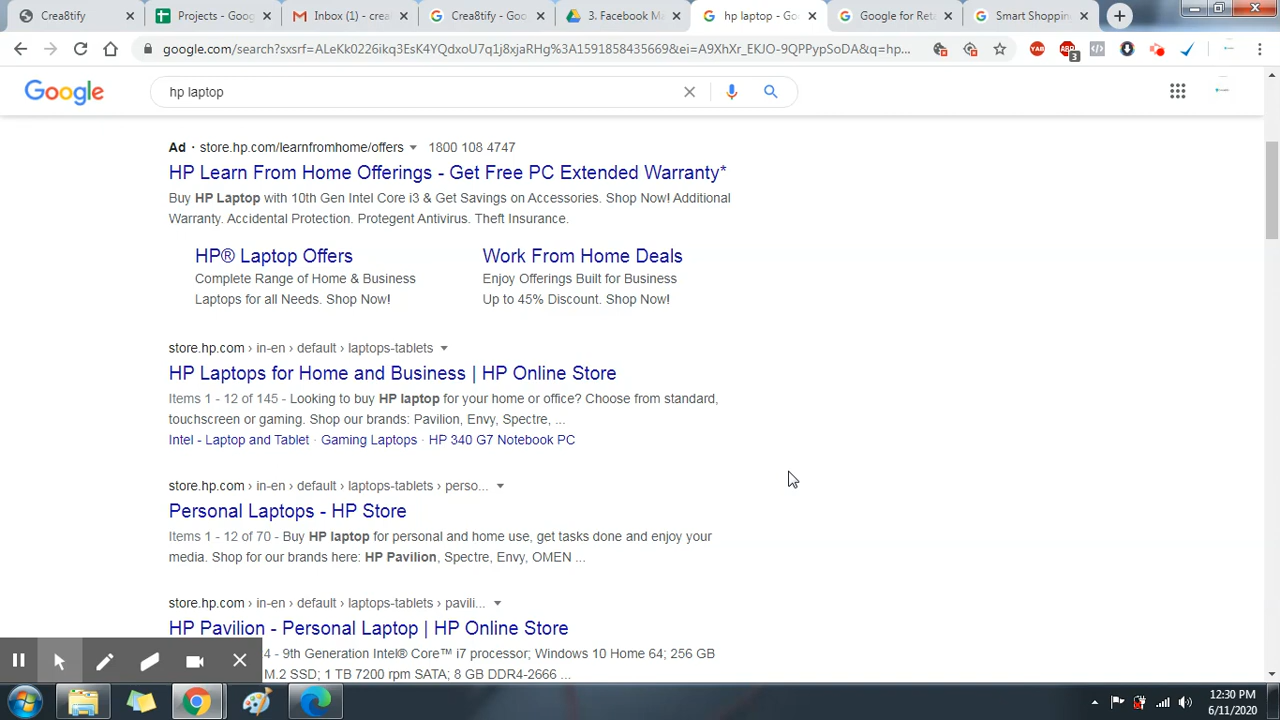 Crea8tify
Projects - Goog
Inbox (1) - crea
Crea8tify - Goo
3. Facebook Ma
hp laptop - Goo
Google for Reta
Smart Shopping
google.com/search?sxsrf=ALeKk0226ikq3EsK4YQdxoU7q1j8xjaRHg%3A1591858435669&ei=A9XhXr_EKJO-9QPPypSoDA&q=hp...
YAB
ABP
3
Google
hp laptop
Ad · store.hp.com/learnfromhome/offers 1800 108 4747
HP Learn From Home Offerings - Get Free PC Extended Warranty*
Buy HP Laptop with 10th Gen Intel Core i3 & Get Savings on Accessories. Shop Now! Additional
Warranty. Accidental Protection. Protegent Antivirus. Theft Insurance.
HP® Laptop Offers
Complete Range of Home & Business
Laptops for all Needs. Shop Now!
Work From Home Deals
Enjoy Offerings Built for Business
Up to 45% Discount. Shop Now!
store.hp.com › in-en › default › laptops-tablets
HP Laptops for Home and Business | HP Online Store
Items 1 - 12 of 145 - Looking to buy HP laptop for your home or office? Choose from standard,
touchscreen or gaming. Shop our brands: Pavilion, Envy, Spectre, ...
Intel - Laptop and Tablet · Gaming Laptops · HP 340 G7 Notebook PC
store.hp.com › in-en › default › laptops-tablets › perso...
Personal Laptops - HP Store
Items 1 - 12 of 70 - Buy HP laptop for personal and home use, get tasks done and enjoy your
media. Shop for our brands here: HP Pavilion, Spectre, Envy, OMEN ...
store.hp.com › in-en › default › laptops-tablets › pavili...
HP Pavilion - Personal Laptop | HP Online Store
4 - 9th Generation Intel® Core™ i7 processor; Windows 10 Home 64; 256 GB
M.2 SSD; 1 TB 7200 rpm SATA; 8 GB DDR4-2666 ...
12:30 PM
6/11/2020